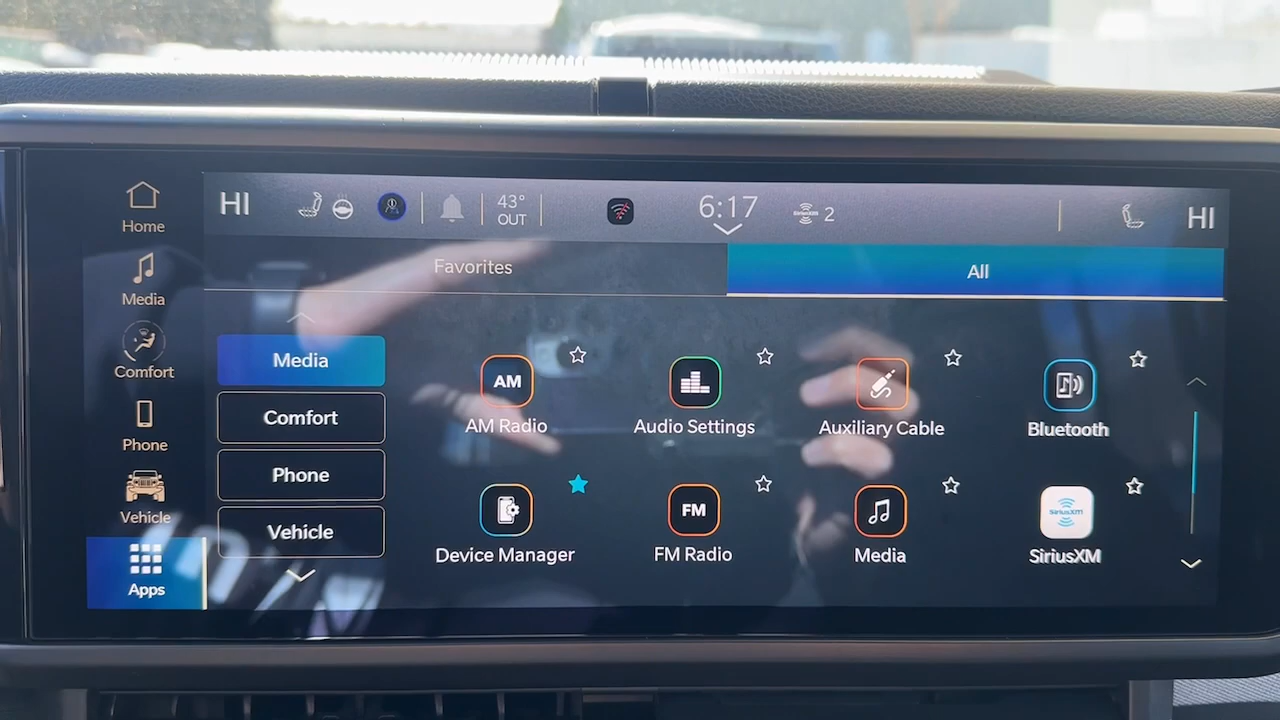 HI
43°
OUT
6:17
SiriusXM 2
HI
Home
Media
Comfort
Phone
Vehicle
Apps
Favorites
All
Media
Comfort
Phone
Vehicle
AM
AM Radio
Audio Settings
Auxiliary Cable
Bluetooth
Device Manager
FM
FM Radio
Media
SiriusXM
SiriusXM